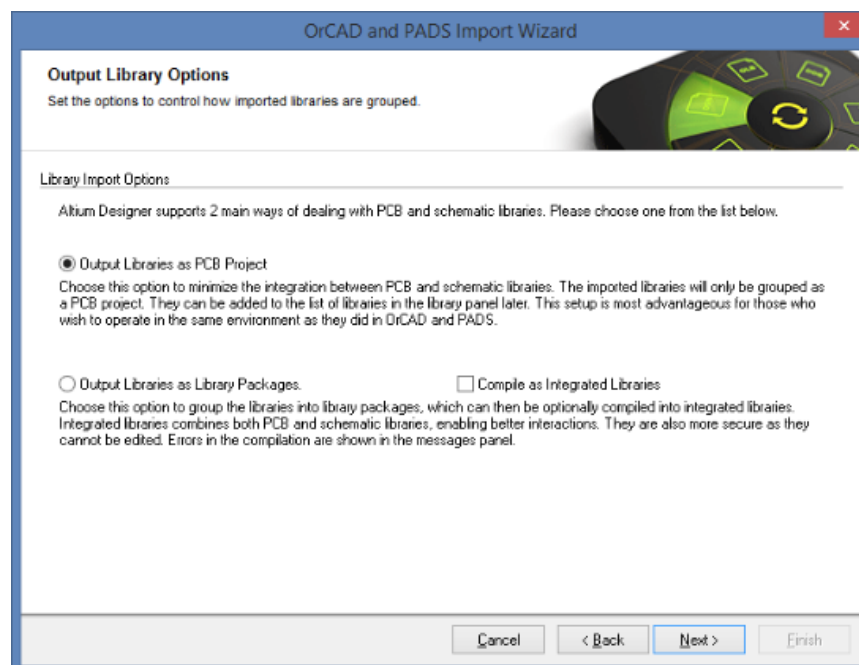 OrCAD and PADS Import Wizard
Output Library Options
Set the options to control how imported libraries are grouped.
Library Import Options
Altium Designer supports 2 main ways of dealing with PCB and schematic libraries. Please choose one from the list below.
Output Libraries as PCB Project
Choose this option to minimize the integration between PCB and schematic libraries. The imported libraries will only be grouped as
a PCB project. They can be added to the list of libraries in the library panel later. This setup is most advantageous for those who
wish to operate in the same environment as they did in OrCAD and PADS.
Output Libraries as Library Packages. Compile as Integrated Libraries
Choose this option to group the libraries into library packages, which can then be optionally compiled into integrated libraries.
Integrated libraries combines both PCB and schematic libraries, enabling better interactions. They are also more secure as they
cannot be edited. Errors in the compilation are shown in the messages panel.
Cancel < Back Next > Finish